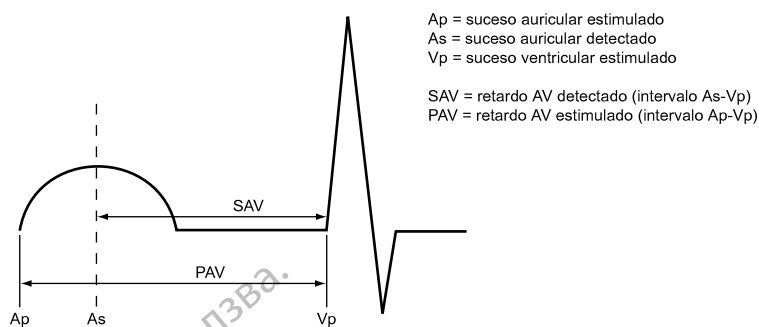 Ap = suceso auricular estimulado
As = suceso auricular detectado
Vp = suceso ventricular estimulado
SAV = retardo AV detectado (intervalo As-Vp)
PAV = retardo AV estimulado (intervalo Ap-Vp)
SAV
PAV
Ap As Vp